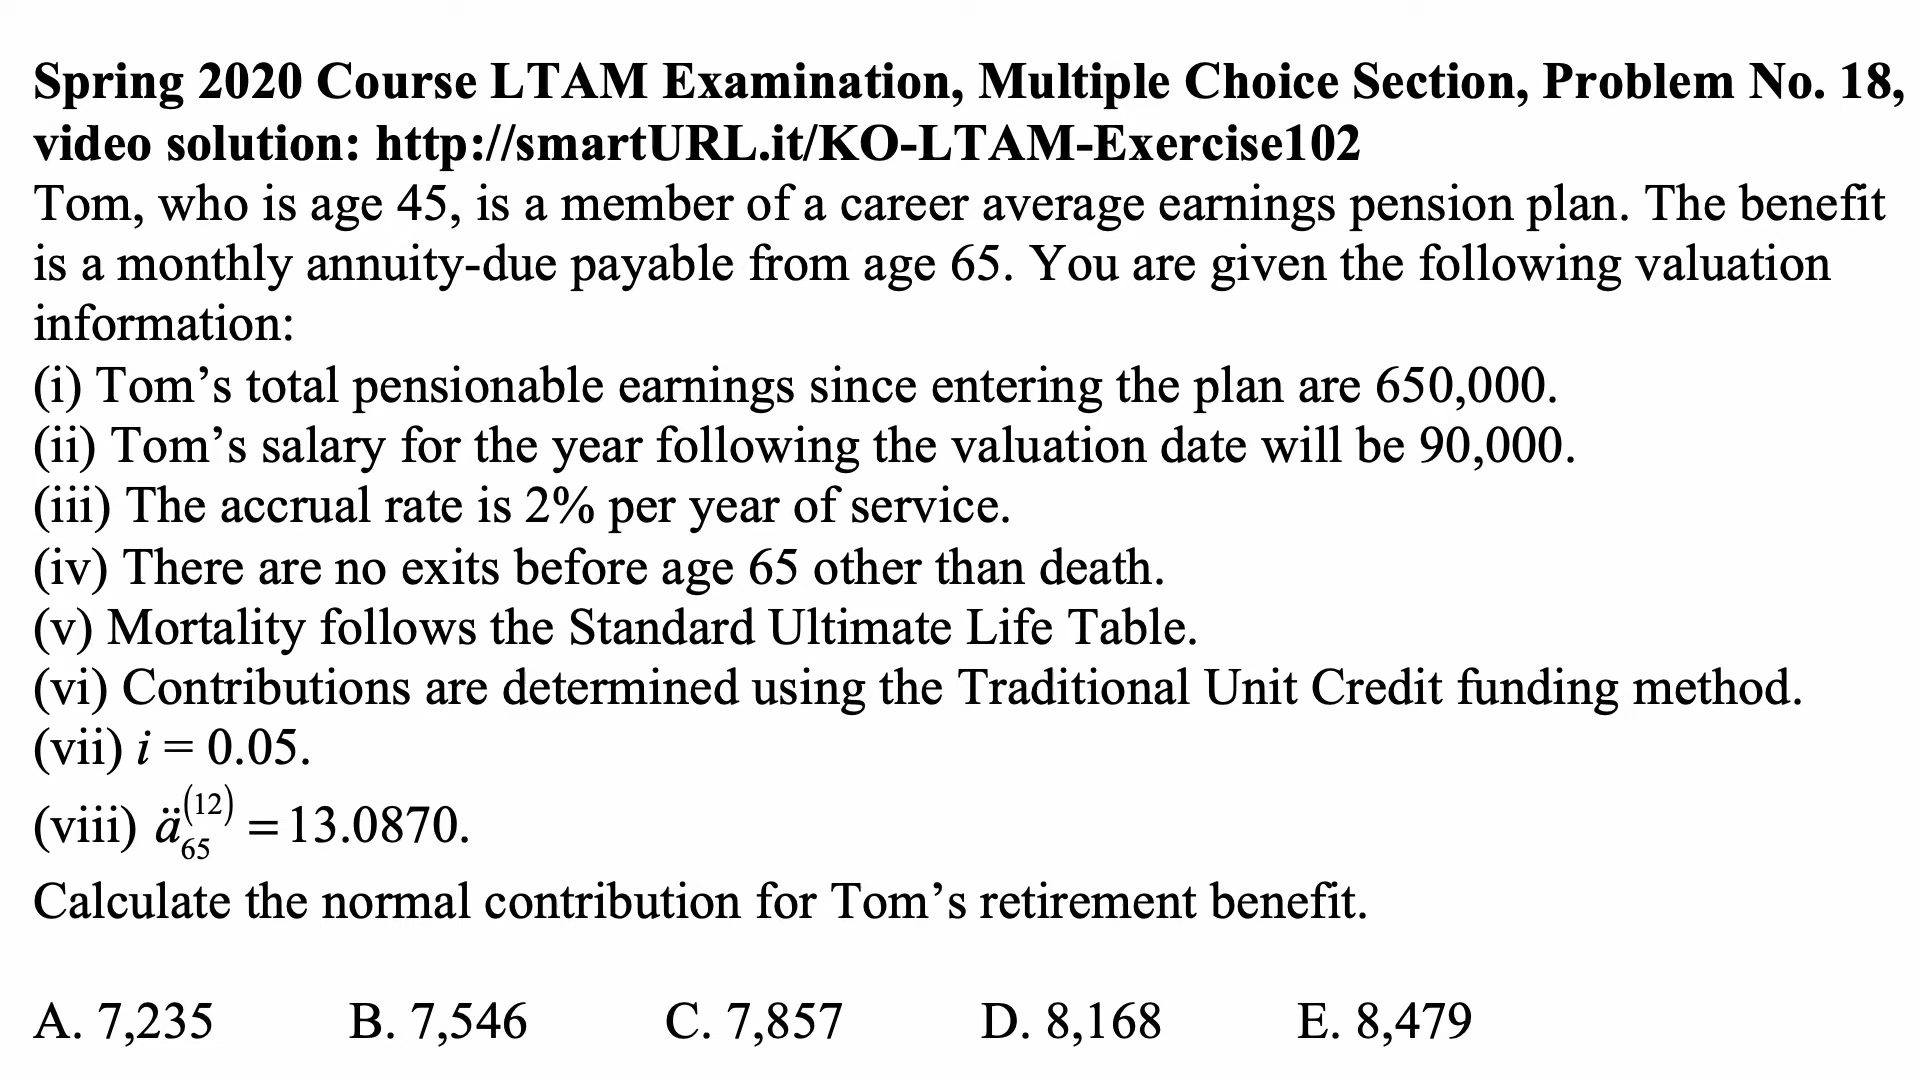 Spring 2020 Course LTAM Examination, Multiple Choice Section, Problem No. 18,
video solution: http://smartURL.it/KO-LTAM-Exercise102
Tom, who is age 45, is a member of a career average earnings pension plan. The benefit
is a monthly annuity-due payable from age 65. You are given the following valuation
information:
(i) Tom’s total pensionable earnings since entering the plan are 650,000.
(ii) Tom’s salary for the year following the valuation date will be 90,000.
(iii) The accrual rate is 2% per year of service.
(iv) There are no exits before age 65 other than death.
(v) Mortality follows the Standard Ultimate Life Table.
(vi) Contributions are determined using the Traditional Unit Credit funding method.
(vii) i = 0.05.
(viii) ä₆₅⁽¹²⁾ = 13.0870.
Calculate the normal contribution for Tom’s retirement benefit.
A. 7,235 B. 7,546 C. 7,857 D. 8,168 E. 8,479